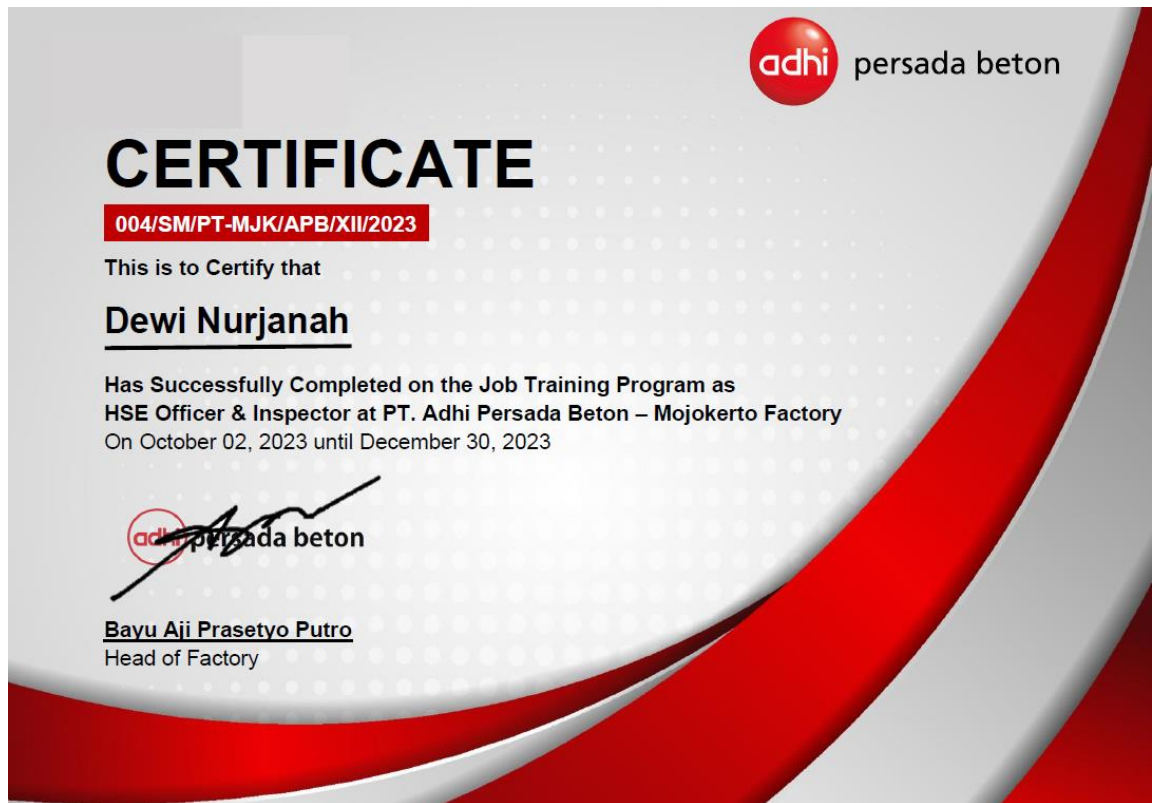 adhi persada beton
CERTIFICATE
004/SM/PT-MJK/APB/XII/2023
This is to Certify that
Dewi Nurjanah
Has Successfully Completed on the Job Training Program as
HSE Officer & Inspector at PT. Adhi Persada Beton – Mojokerto Factory
On October 02, 2023 until December 30, 2023
adhi persada beton
Bayu Aji Prasetyo Putro
Head of Factory